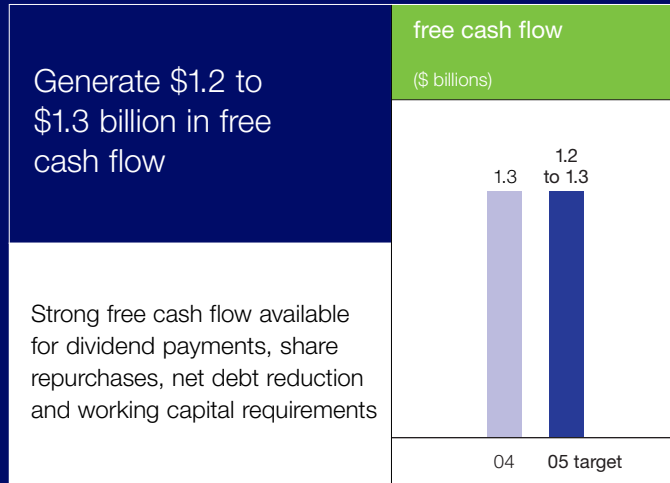 Generate $1.2 to
$1.3 billion in free
cash flow
Strong free cash flow available
for dividend payments, share
repurchases, net debt reduction
and working capital requirements
free cash flow
($ billions)
1.3
1.2
to 1.3
04
05 target